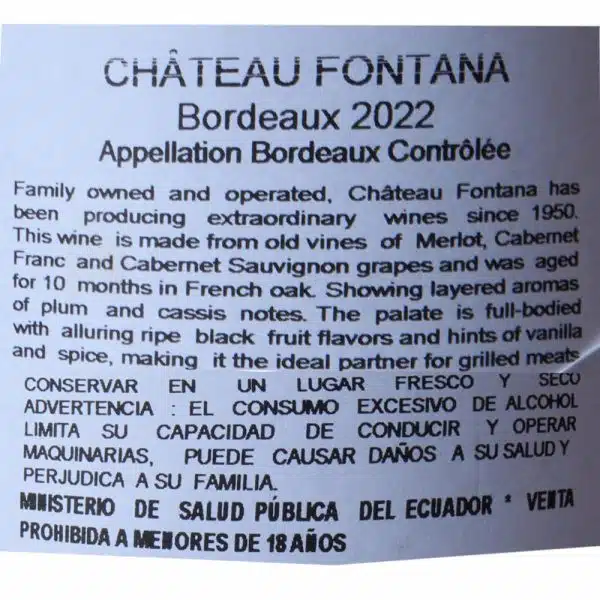 CHÂTEAU FONTANA
Bordeaux 2022
Appellation Bordeaux Contrôlée
Family owned and operated, Château Fontana has
been producing extraordinary wines since 1950.
This wine is made from old vines of Merlot, Cabernet
Franc and Cabernet Sauvignon grapes and was aged
for 10 months in French oak. Showing layered aromas
of plum and cassis notes. The palate is full-bodied
with alluring ripe black fruit flavors and hints of vanilla
and spice, making it the ideal partner for grilled meats
CONSERVAR EN UN LUGAR FRESCO Y SECO
ADVERTENCIA : EL CONSUMO EXCESIVO DE ALCOHOL
LIMITA SU CAPACIDAD DE CONDUCIR Y OPERAR
MAQUINARIAS, PUEDE CAUSAR DAÑOS A SU SALUD Y
PERJUDICA A SU FAMILIA.
MINISTERIO DE SALUD PÚBLICA DEL ECUADOR * VENTA
PROHIBIDA A MENORES DE 18 AÑOS